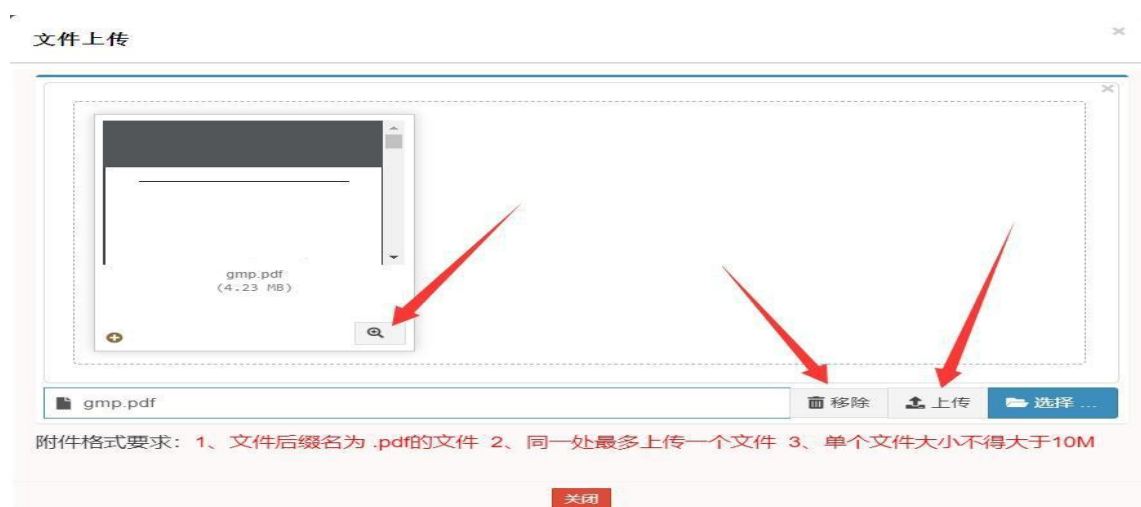 文件上传
gmp.pdf
(4.23 MB)
gmp.pdf 移除 上传 选择 ...
附件格式要求：1、文件后缀名为 .pdf的文件 2、同一处最多上传一个文件 3、单个文件大小不得大于10M
关闭